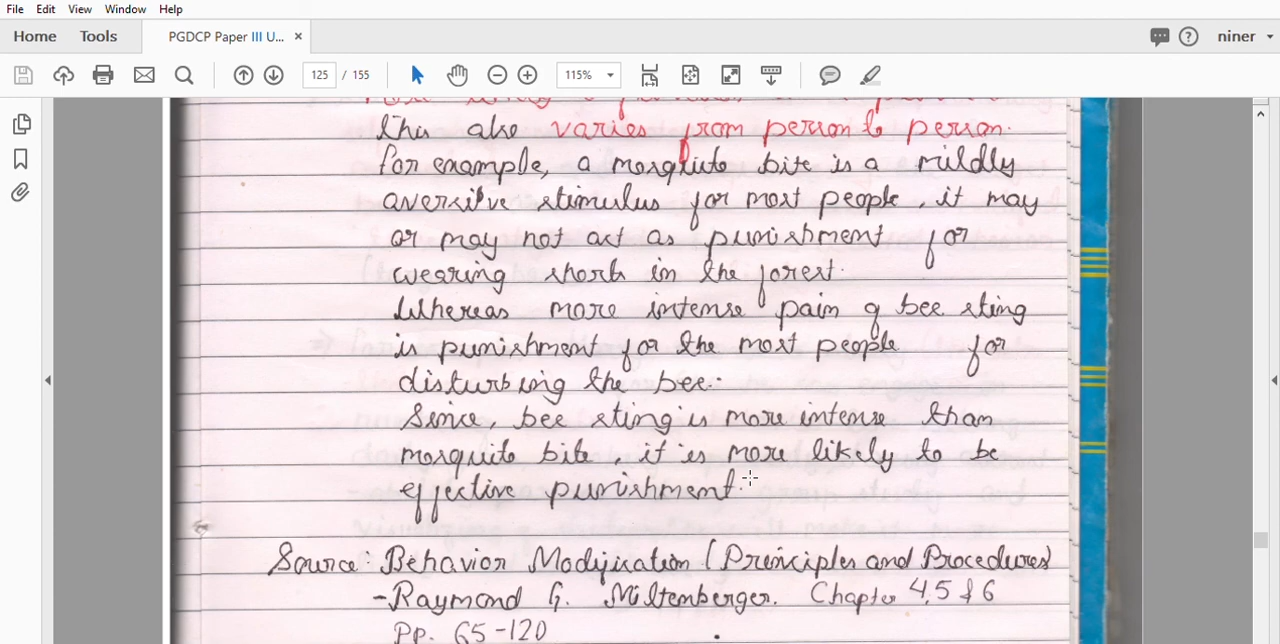 File Edit View Window Help
Home Tools PGDCP Paper III U... × niner
125 / 155 115%
this also varies from person to person.
for example, a mosquito bite is a mildly
aversive stimulus for most people, it may
or may not act as punishment for
wearing shorts in the forest.
Whereas more intense pain of bee sting
is punishment for the most people for
disturbing the bee.
Since, bee sting is more intense than
mosquito bite, it is more likely to be
effective punishment.
Source: Behavior Modification (Principles and Procedures)
- Raymond G. Miltenberger. Chapter 4,5 & 6
Pp. 65-120